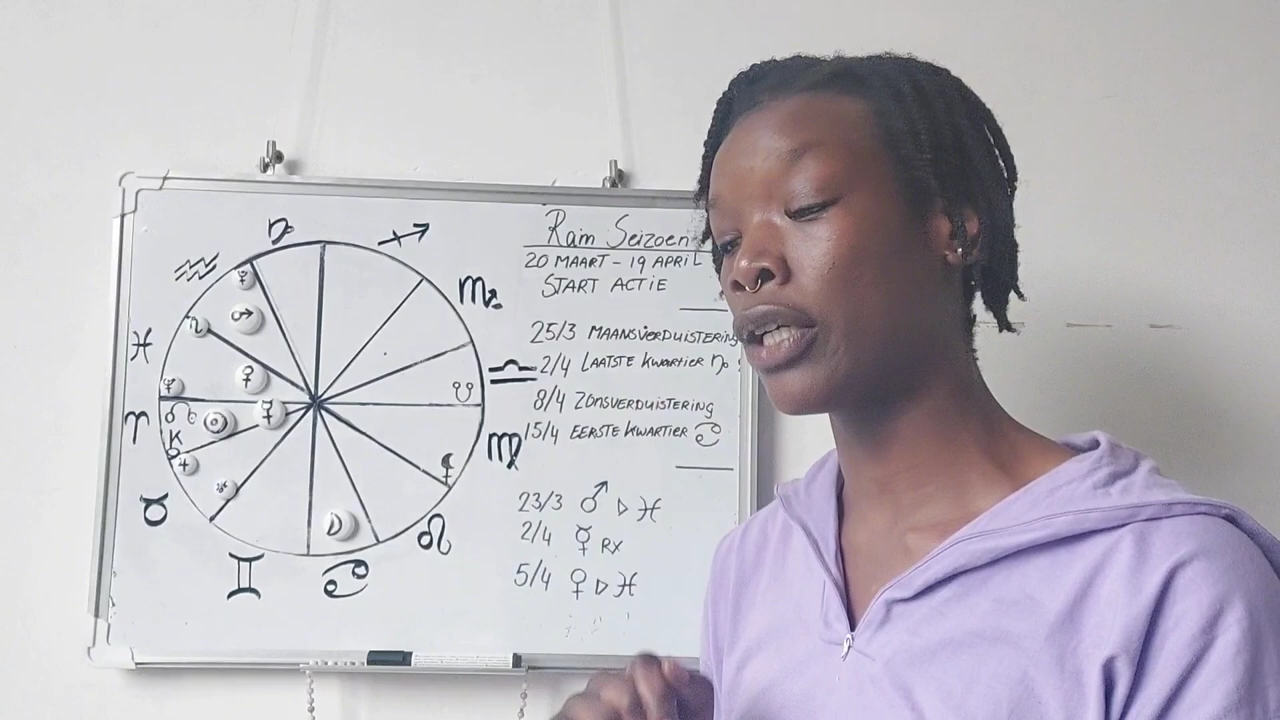 Ram Seizoen
20 MAART - 19 APRIL
START ACTIE
25/3 MAANSVERDUISTERING
2/4 LAATSTE KWARTIER ♑
8/4 ZONSVERDUISTERING
15/4 EERSTE KWARTIER ♋
23/3 ♂ ▷ ♓
2/4 ☿ RX
5/4 ♀ ▷ ♓
♑ ♐
♒ ♏
♓ ♎
♈ ♍
♉ ♌
♊ ♋